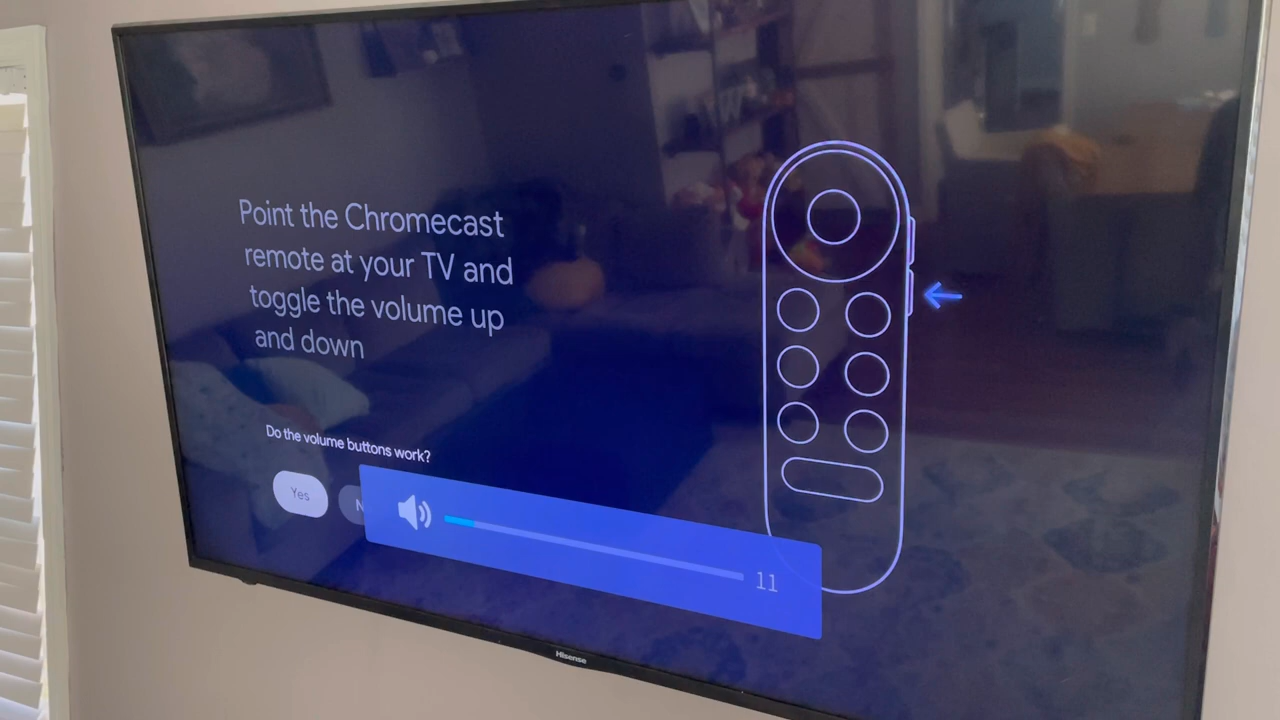 Point the Chromecast
remote at your TV and
toggle the volume up
and down
Do the volume buttons work?
Yes
N
11
Hisense